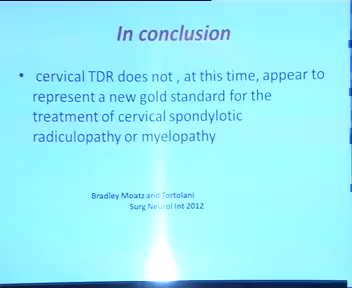 In conclusion
• cervical TDR does not , at this time, appear to
represent a new gold standard for the
treatment of cervical spondylotic
radiculopathy or myelopathy
Bradley Moatz and Tortolani
Surg Neurol Int 2012